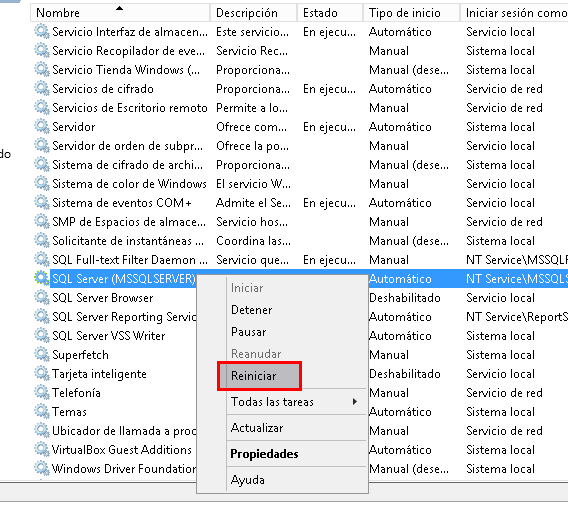 Nombre Descripción Estado Tipo de inicio Iniciar sesión como
Servicio Interfaz de almacen... Este servicio... En ejecu... Automático Servicio local
Servicio Recopilador de eve... Servicio Rec... Manual Sistema local
Servicio Tienda Windows (... Proporciona... Manual (dese... Sistema local
Servicios de cifrado Proporciona... En ejecu... Automático Servicio de red
Servicios de Escritorio remoto Permite a lo... Manual Servicio de red
Servidor Ofrece com... En ejecu... Automático Sistema local
Servidor de orden de subpr... Ofrece la po... Manual Sistema local
do
Sistema de cifrado de archi... Proporciona... Manual (dese... Sistema local
Sistema de color de Windows El servicio W... Manual Servicio local
Sistema de eventos COM+ Admite el Se... En ejecu... Automático Servicio local
SMP de Espacios de almace... Servicio hos... Manual Servicio de red
Solicitante de instantáneas ... Coordina las... Manual (dese... Sistema local
SQL Full-text Filter Daemon ... Servicio que... En ejecu... Manual NT Service\MSSQLF
SQL Server (MSSQLSERVER) Automático NT Service\MSSQLS
SQL Server Browser Deshabilitado Servicio local
SQL Server Reporting Servic Automático NT Service\ReportS
SQL Server VSS Writer Automático Sistema local
Superfetch Manual Sistema local
Tarjeta inteligente Deshabilitado Servicio local
Telefonía Manual Servicio de red
Temas Automático Sistema local
Ubicador de llamada a proc Manual Servicio de red
VirtualBox Guest Additions Automático Sistema local
Windows Driver Foundation Manual (dese... Sistema local
Iniciar
Detener
Pausar
Reanudar
Reiniciar
Todas las tareas
Actualizar
Propiedades
Ayuda